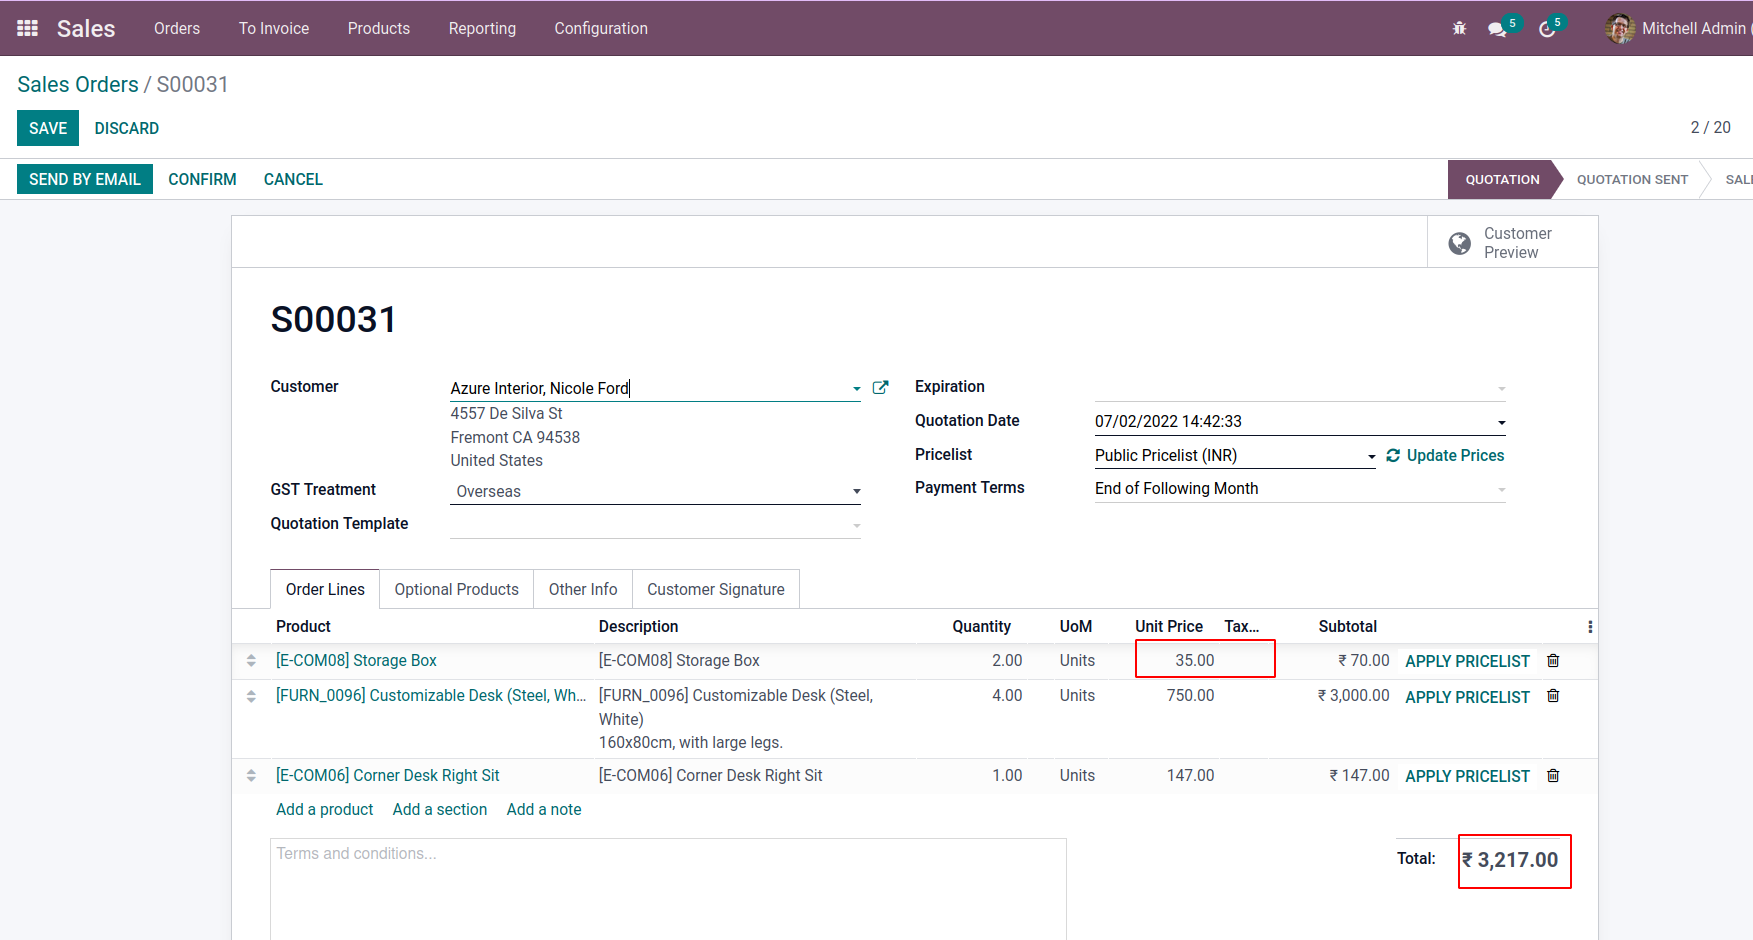 Sales Orders To Invoice Products Reporting Configuration 5 5 Mitchell Admin (
Sales Orders / S00031
SAVE DISCARD 2 / 20
SEND BY EMAIL CONFIRM CANCEL QUOTATION QUOTATION SENT SALE
Customer
Preview
S00031
Customer Azure Interior, Nicole Ford
4557 De Silva St
Fremont CA 94538
United States
GST Treatment Overseas
Quotation Template
Expiration
Quotation Date 07/02/2022 14:42:33
Pricelist Public Pricelist (INR) Update Prices
Payment Terms End of Following Month
Order Lines Optional Products Other Info Customer Signature
Product Description Quantity UoM Unit Price Tax... Subtotal
[E-COM08] Storage Box [E-COM08] Storage Box 2.00 Units 35.00 ₹ 70.00 APPLY PRICELIST
[FURN_0096] Customizable Desk (Steel, Wh... [FURN_0096] Customizable Desk (Steel, 4.00 Units 750.00 ₹ 3,000.00 APPLY PRICELIST
White)
160x80cm, with large legs.
[E-COM06] Corner Desk Right Sit [E-COM06] Corner Desk Right Sit 1.00 Units 147.00 ₹ 147.00 APPLY PRICELIST
Add a product Add a section Add a note
Terms and conditions...
Total: ₹ 3,217.00